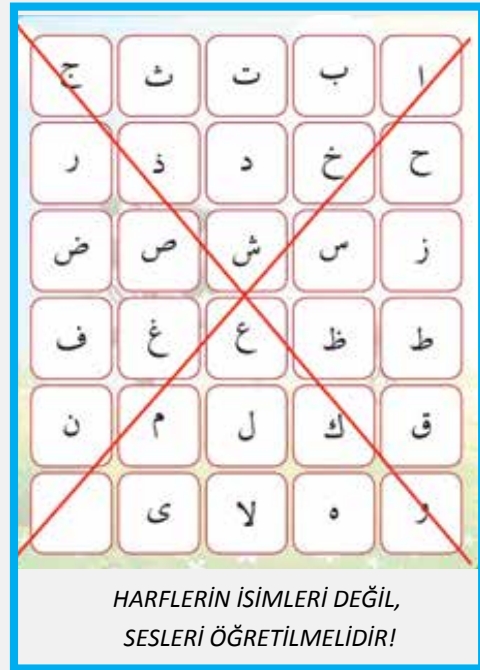 ا ب ت ث ج
ح خ د ذ ر
ز س ش ص ض
ط ظ ع غ ف
ق ك ل م ن
و ه لا ى
HARFLERİN İSİMLERİ DEĞİL,
SESLERİ ÖĞRETİLMELİDİR!